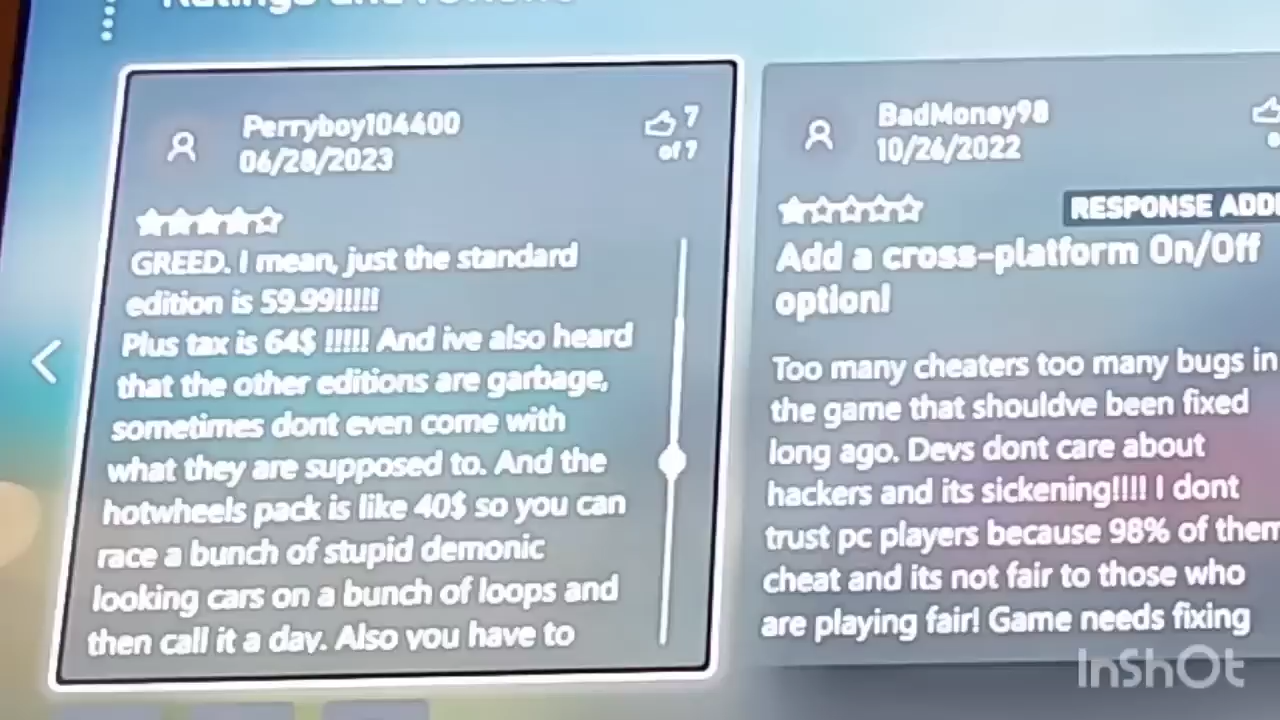 Ratings and reviews
Perryboy104400
06/28/2023
7
of 7
GREED. I mean, just the standard
edition is 59.99!!!!!
Plus tax is 64$ !!!!! And ive also heard
that the other editions are garbage,
sometimes dont even come with
what they are supposed to. And the
hotwheels pack is like 40$ so you can
race a bunch of stupid demonic
looking cars on a bunch of loops and
then call it a day. Also you have to
BadMoney98
10/26/2022
RESPONSE ADDE
Add a cross-platform On/Off
option!
Too many cheaters too many bugs in
the game that shouldve been fixed
long ago. Devs dont care about
hackers and its sickening!!!! I dont
trust pc players because 98% of them
cheat and its not fair to those who
are playing fair! Game needs fixing
InShOt